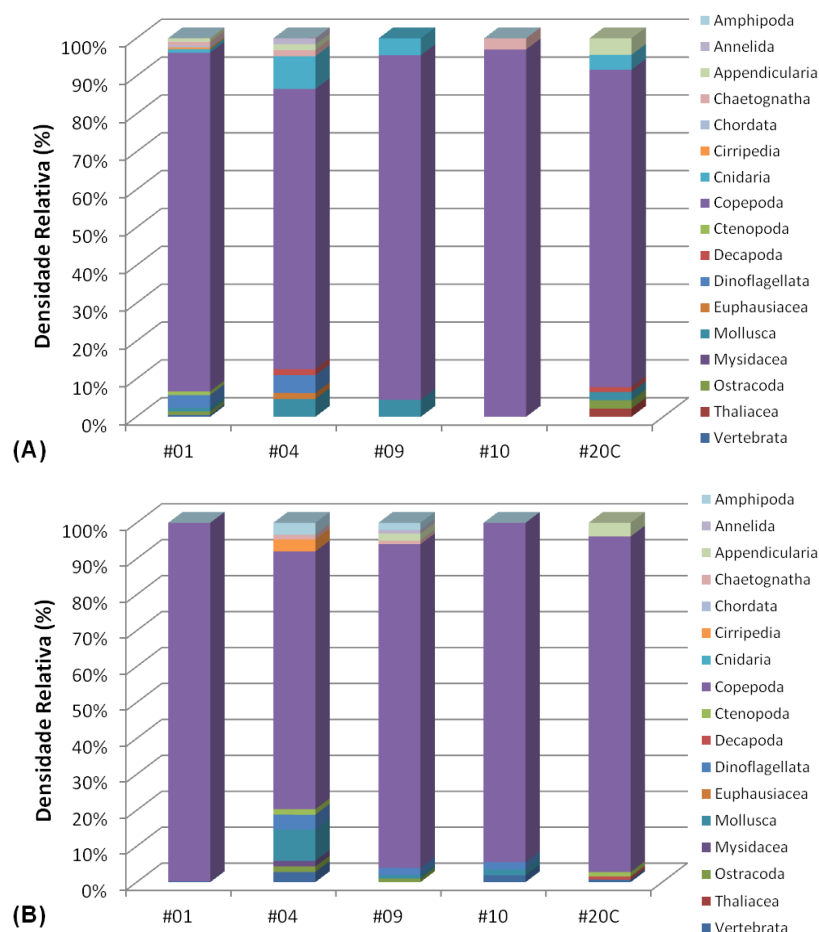 Densidade Relativa (%)
100%
90%
80%
70%
60%
50%
40%
30%
20%
10%
0%
#01 #04 #09 #10 #20C
(A)
Amphipoda
Annelida
Appendicularia
Chaetognatha
Chordata
Cirripedia
Cnidaria
Copepoda
Ctenopoda
Decapoda
Dinoflagellata
Euphausiacea
Mollusca
Mysidacea
Ostracoda
Thaliacea
Vertebrata
Densidade Relativa (%)
100%
90%
80%
70%
60%
50%
40%
30%
20%
10%
0%
#01 #04 #09 #10 #20C
(B)
Amphipoda
Annelida
Appendicularia
Chaetognatha
Chordata
Cirripedia
Cnidaria
Copepoda
Ctenopoda
Decapoda
Dinoflagellata
Euphausiacea
Mollusca
Mysidacea
Ostracoda
Thaliacea
Vertebrata